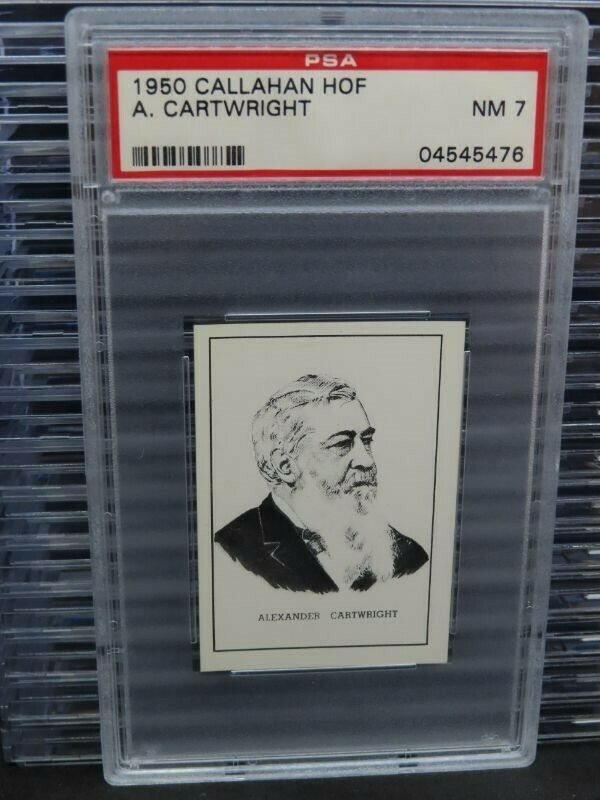 PSA
1950 CALLAHAN HOF
A. CARTWRIGHT NM 7
04545476
ALEXANDER CARTWRIGHT